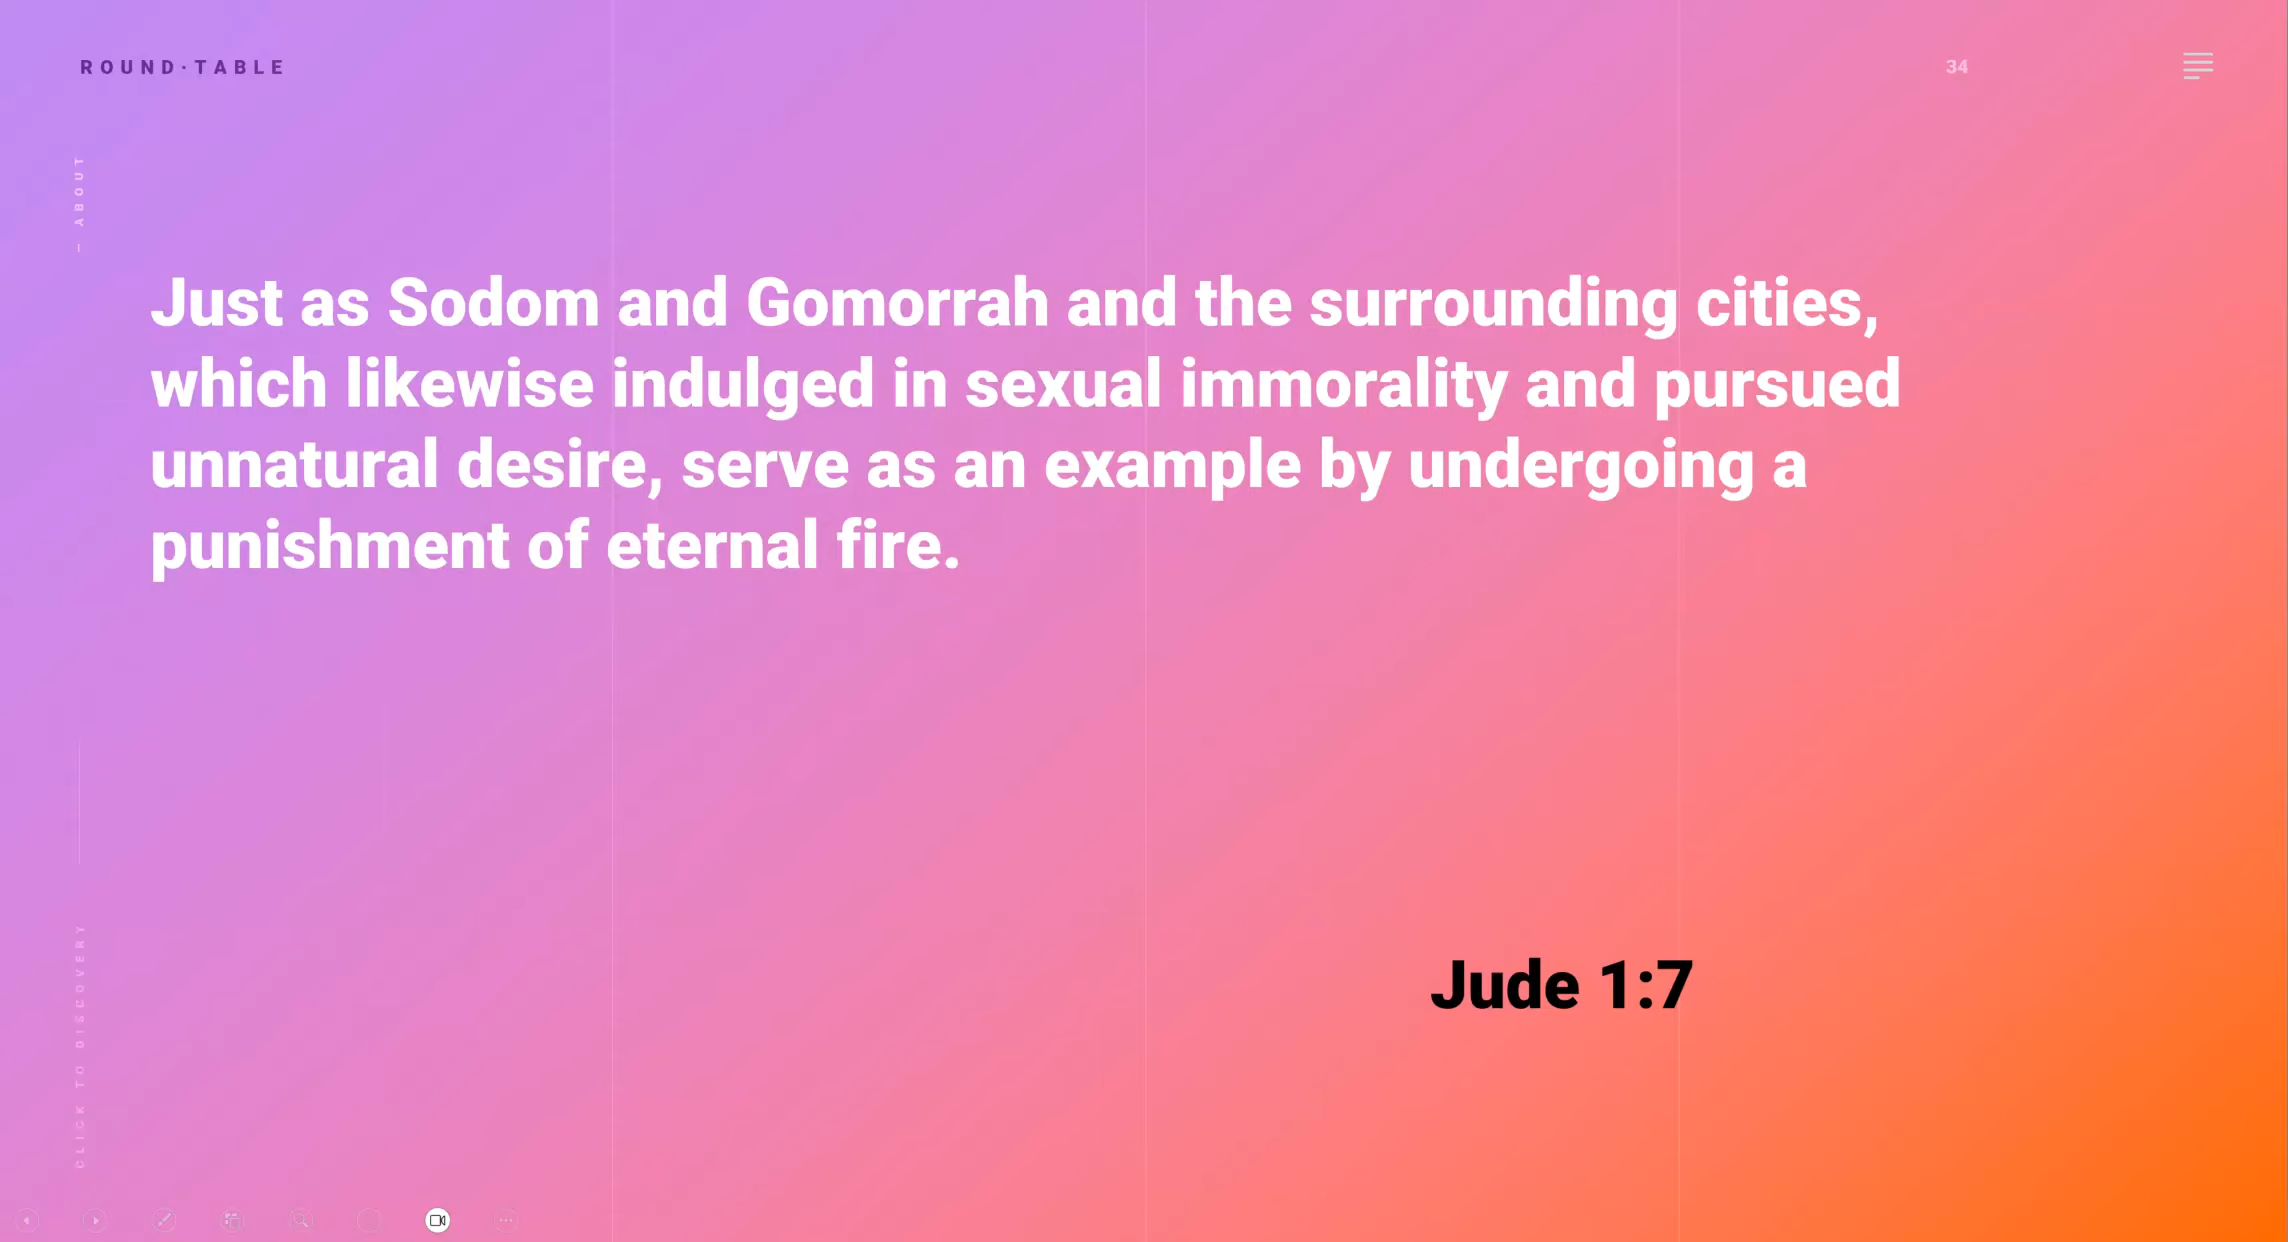 ROUND·TABLE
34
— ABOUT
Just as Sodom and Gomorrah and the surrounding cities,
which likewise indulged in sexual immorality and pursued
unnatural desire, serve as an example by undergoing a
punishment of eternal fire.
Jude 1:7
CLICK TO DISCOVERY